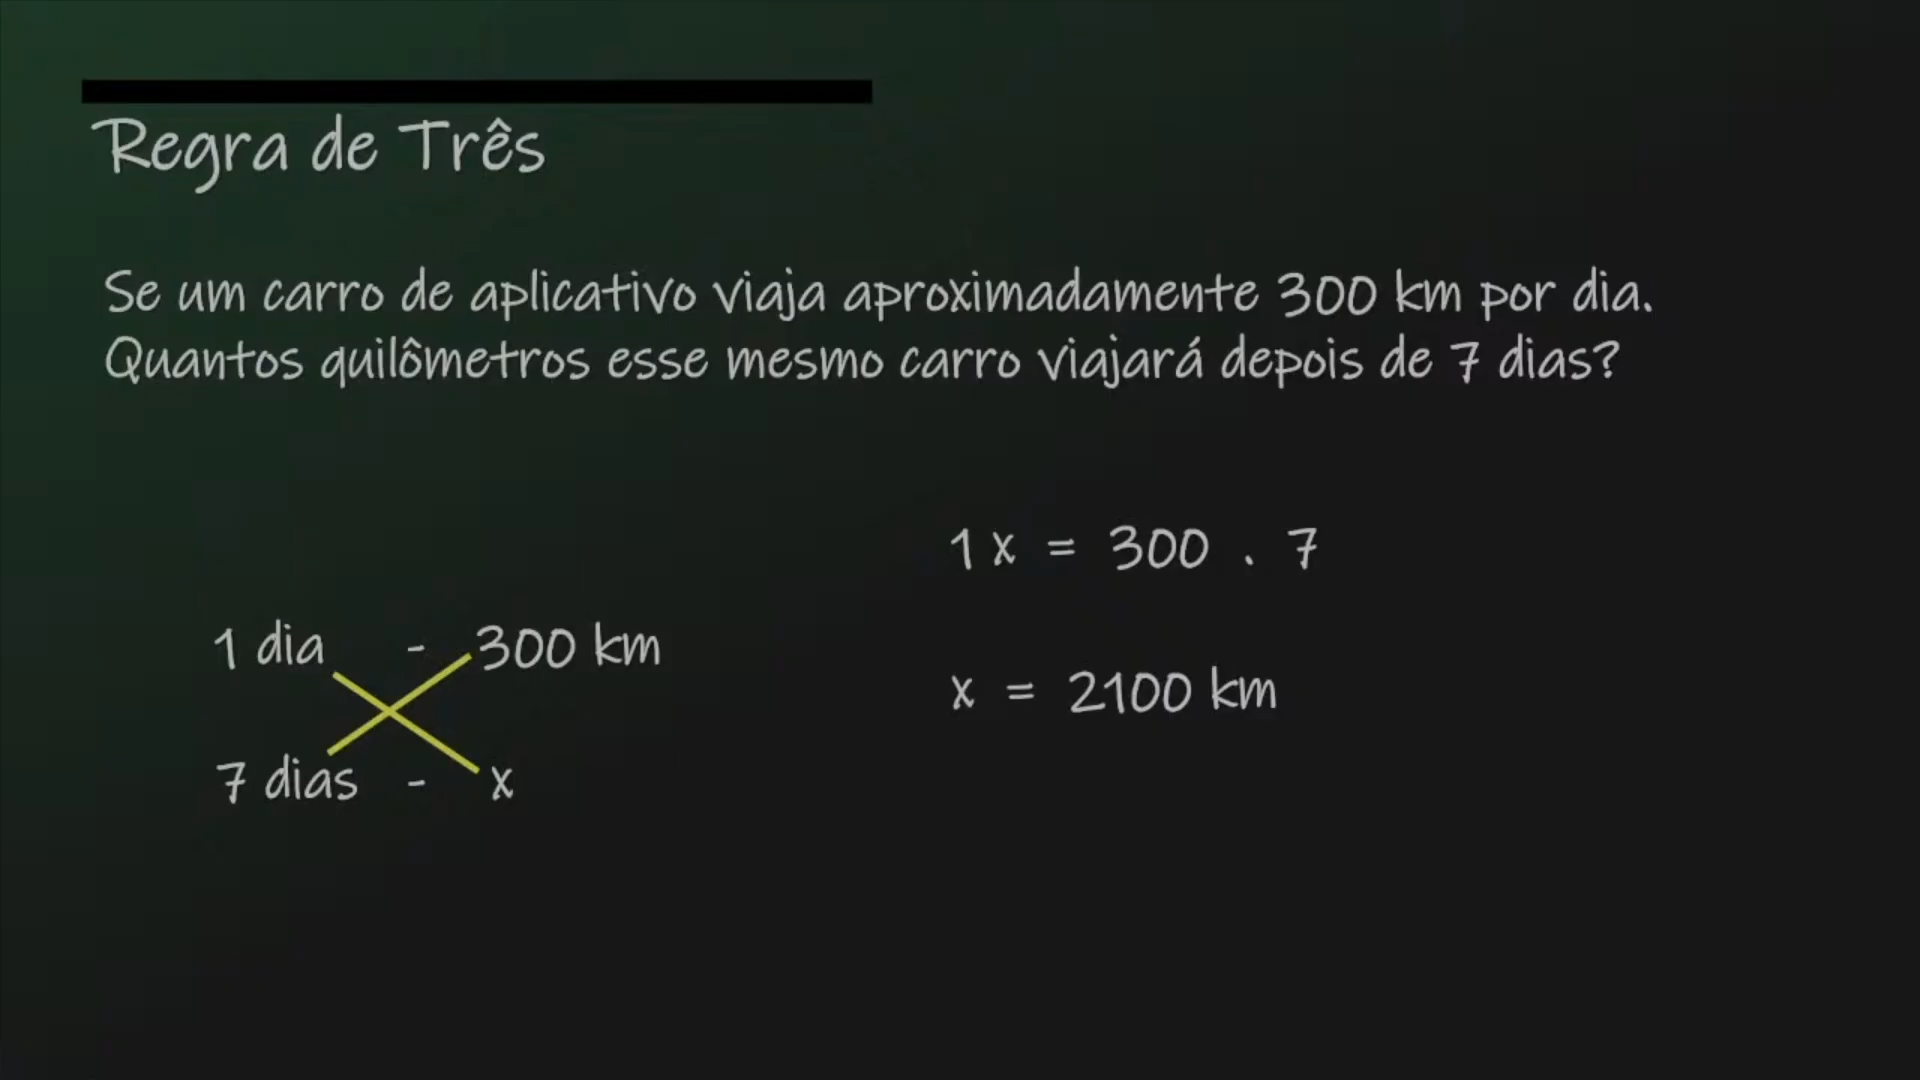 Regra de Três
Se um carro de aplicativo viaja aproximadamente 300 km por dia.
Quantos quilômetros esse mesmo carro viajará depois de 7 dias?
1 dia - 300 km
7 dias - x
1 x = 300 . 7
x = 2100 km